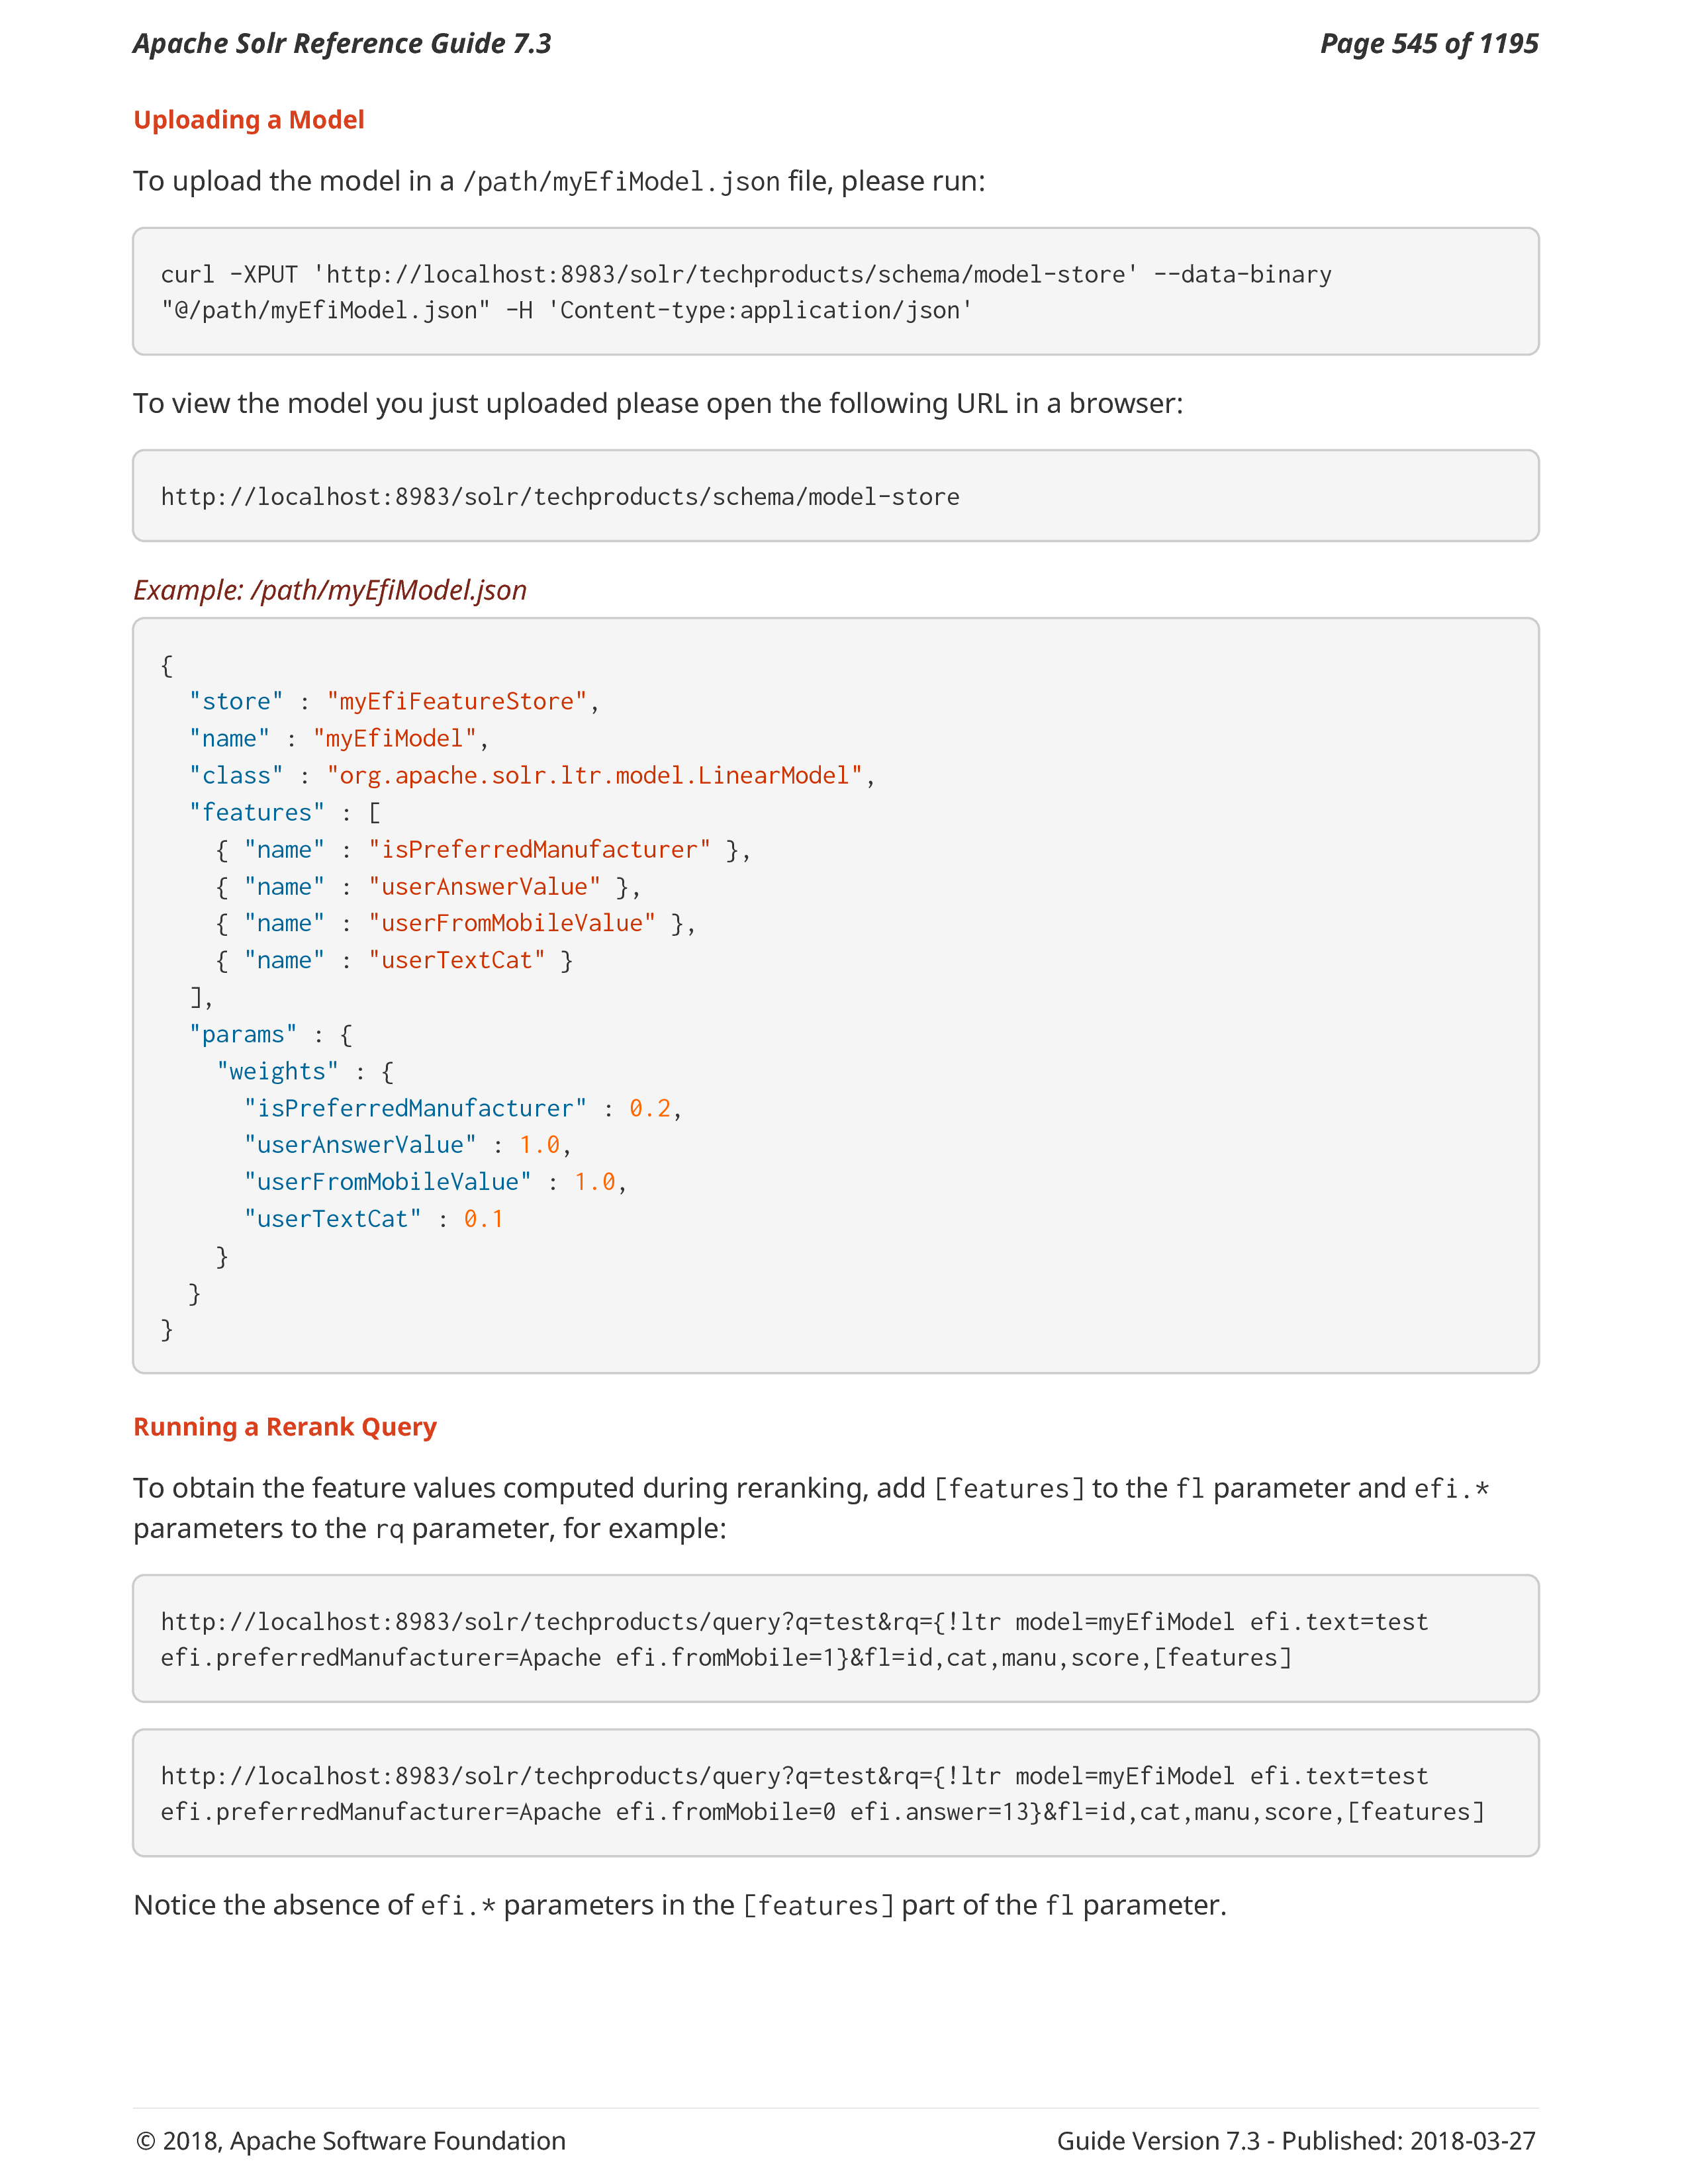 Apache Solr Reference Guide 7.3 Page 545 of 1195
Uploading a Model
To upload the model in a /path/myEfiModel.json file, please run:
curl -XPUT 'http://localhost:8983/solr/techproducts/schema/model-store' --data-binary
"@/path/myEfiModel.json" -H 'Content-type:application/json'
To view the model you just uploaded please open the following URL in a browser:
http://localhost:8983/solr/techproducts/schema/model-store
Example: /path/myEfiModel.json
{
  "store" : "myEfiFeatureStore",
  "name" : "myEfiModel",
  "class" : "org.apache.solr.ltr.model.LinearModel",
  "features" : [
    { "name" : "isPreferredManufacturer" },
    { "name" : "userAnswerValue" },
    { "name" : "userFromMobileValue" },
    { "name" : "userTextCat" }
  ],
  "params" : {
    "weights" : {
      "isPreferredManufacturer" : 0.2,
      "userAnswerValue" : 1.0,
      "userFromMobileValue" : 1.0,
      "userTextCat" : 0.1
    }
  }
}
Running a Rerank Query
To obtain the feature values computed during reranking, add [features] to the fl parameter and efi.*
parameters to the rq parameter, for example:
http://localhost:8983/solr/techproducts/query?q=test&rq={!ltr model=myEfiModel efi.text=test
efi.preferredManufacturer=Apache efi.fromMobile=1}&fl=id,cat,manu,score,[features]
http://localhost:8983/solr/techproducts/query?q=test&rq={!ltr model=myEfiModel efi.text=test
efi.preferredManufacturer=Apache efi.fromMobile=0 efi.answer=13}&fl=id,cat,manu,score,[features]
Notice the absence of efi.* parameters in the [features] part of the fl parameter.
© 2018, Apache Software Foundation Guide Version 7.3 - Published: 2018-03-27